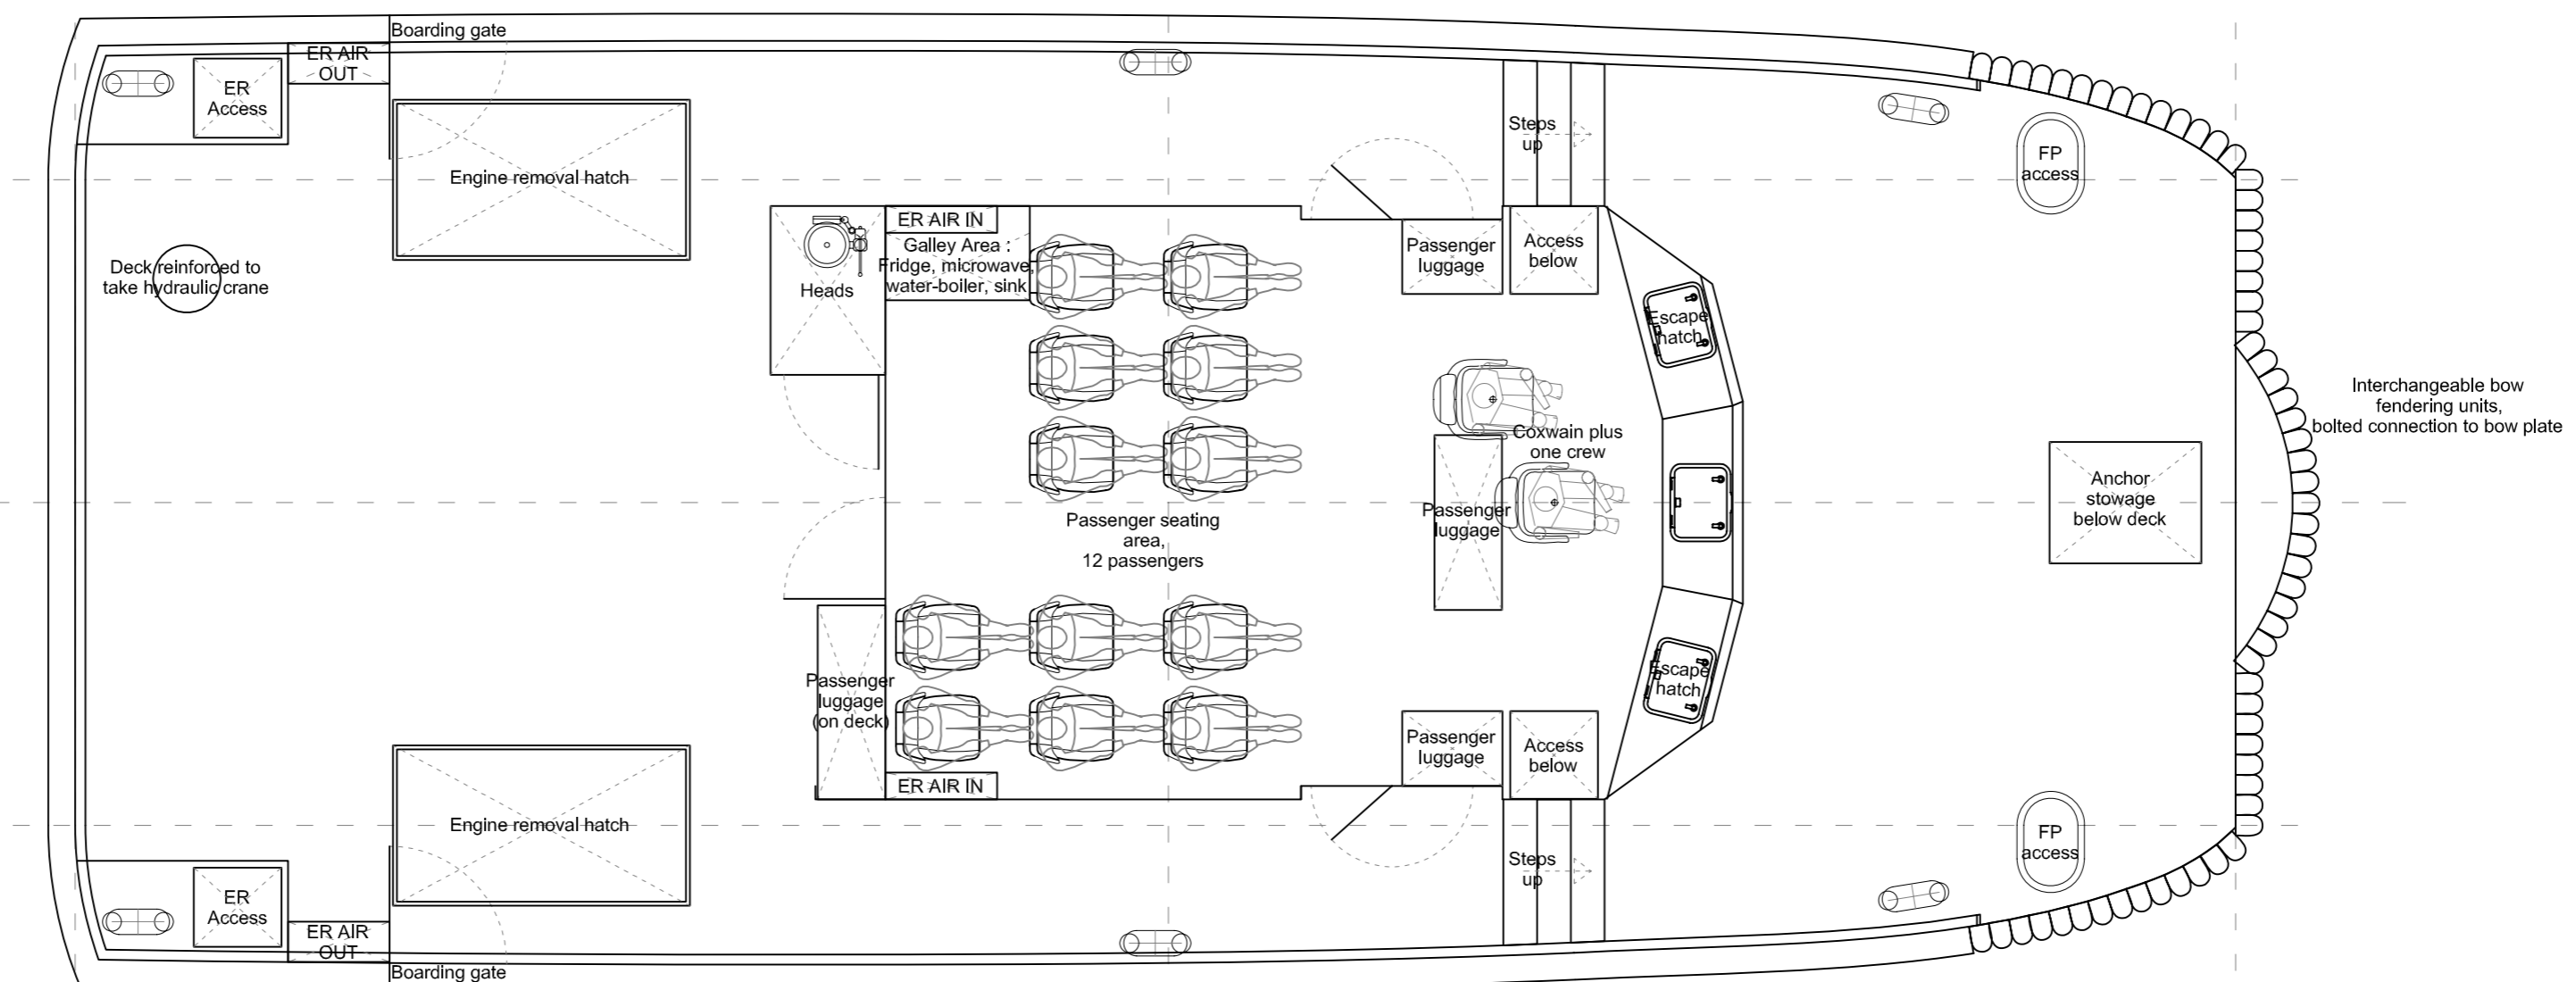 Boarding gate
ER AIR
OUT
ER
Access
Engine removal hatch
Deck reinforced to
take hydraulic crane
Heads
ER AIR IN
Galley Area :
Fridge, microwave,
water-boiler, sink
Passenger
luggage
Steps
up
Access
below
Escape
hatch
FP
access
Coxwain plus
one crew
Passenger
luggage
Passenger seating
area,
12 passengers
Anchor
stowage
below deck
Interchangeable bow
fendering units,
bolted connection to bow plate
Passenger
luggage
(on deck)
ER AIR IN
Passenger
luggage
Access
below
Escape
hatch
Steps
up
FP
access
Engine removal hatch
ER
Access
ER AIR
OUT
Boarding gate